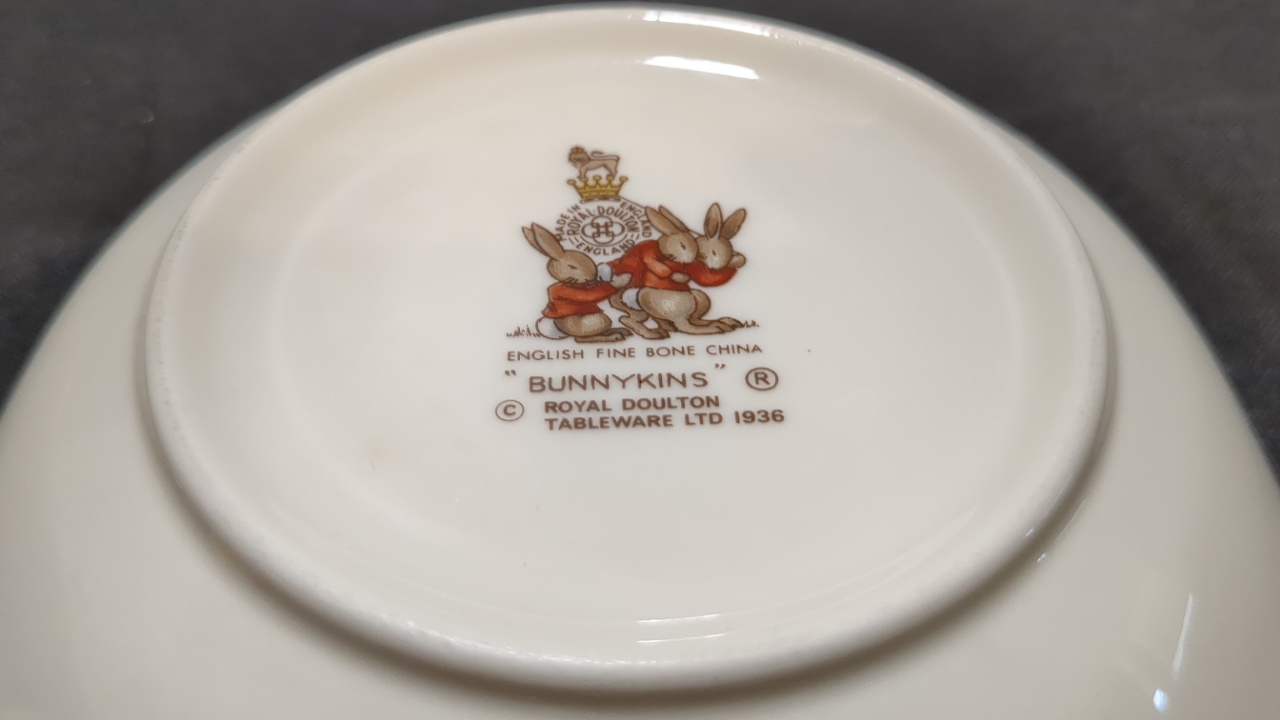 MADE IN ENGLAND
ROYAL DOULTON
ENGLAND
ENGLISH FINE BONE CHINA
"BUNNYKINS" ®
© ROYAL DOULTON
TABLEWARE LTD 1936